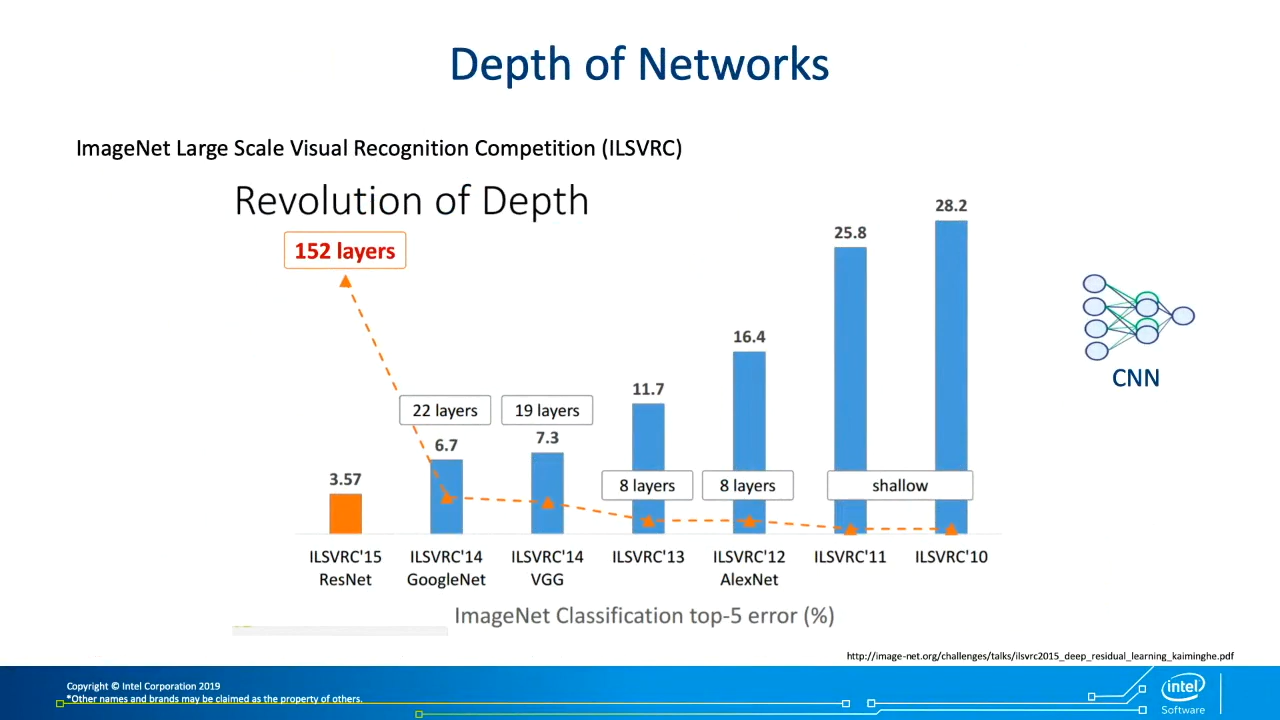 Depth of Networks
ImageNet Large Scale Visual Recognition Competition (ILSVRC)
Revolution of Depth
28.2
25.8
152 layers
16.4
11.7
CNN
22 layers
19 layers
7.3
6.7
3.57
8 layers
8 layers
shallow
ILSVRC'15
ResNet
ILSVRC'14
GoogleNet
ILSVRC'14
VGG
ILSVRC'13
ILSVRC'12
AlexNet
ILSVRC'11
ILSVRC'10
ImageNet Classification top-5 error (%)
http://image-net.org/challenges/talks/ilsvrc2015_deep_residual_learning_kaiminghe.pdf
Copyright © Intel Corporation 2019
*Other names and brands may be claimed as the property of others.
intel
Software